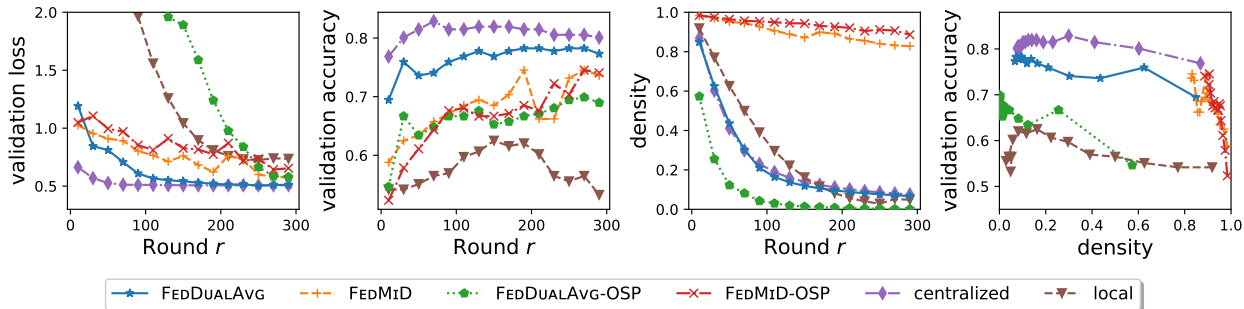 validation loss
2.0
1.5
1.0
0.5
0
100
200
300
Round r
validation accuracy
0.8
0.7
0.6
0
100
200
300
Round r
density
1.0
0.8
0.6
0.4
0.2
0.0
0
100
200
300
Round r
validation accuracy
0.8
0.7
0.6
0.5
0.0
0.2
0.4
0.6
0.8
1.0
density
FEDDUALAVG
FEDMID
FEDDUALAVG-OSP
FEDMID-OSP
centralized
local